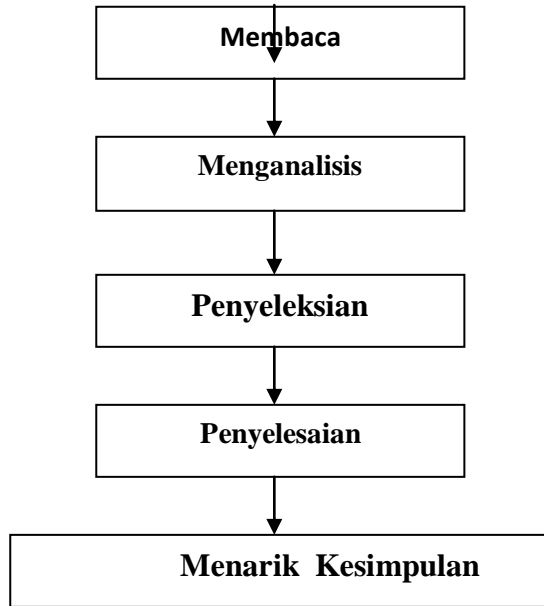 Membaca
Menganalisis
Penyeleksian
Penyelesaian
Menarik Kesimpulan